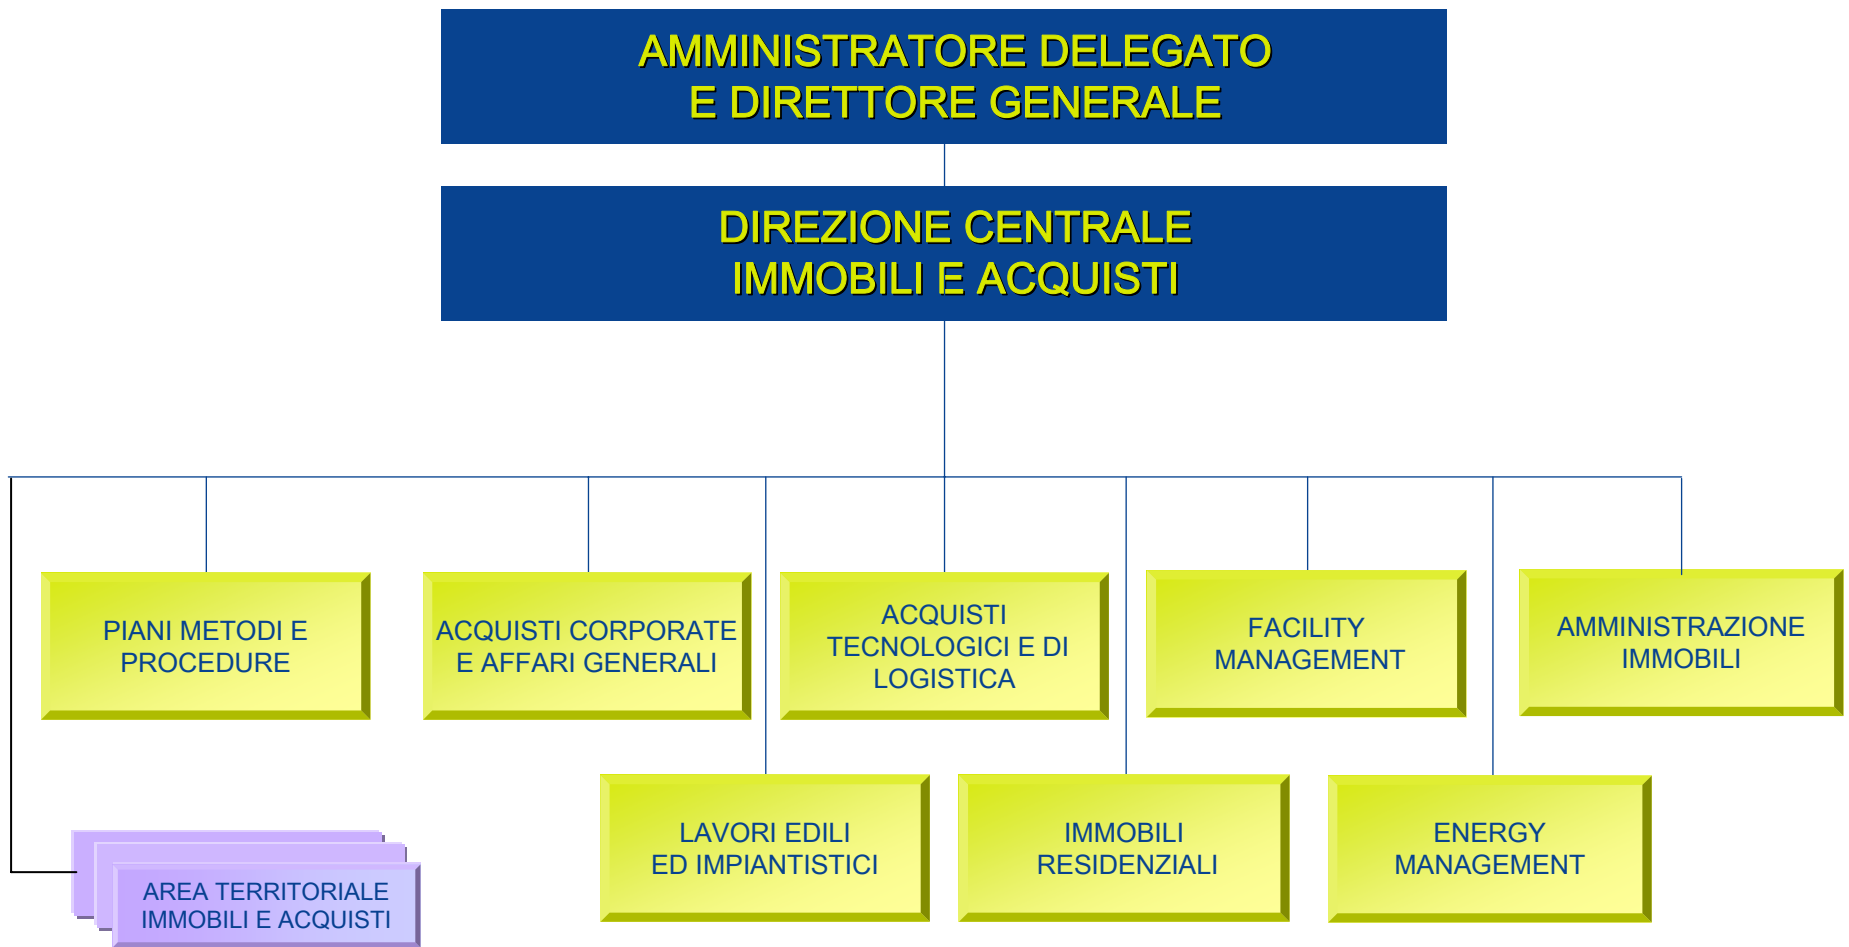 AMMINISTRATORE DELEGATO
E DIRETTORE GENERALE
DIREZIONE CENTRALE
IMMOBILI E ACQUISTI
PIANI METODI E
PROCEDURE
ACQUISTI CORPORATE
E AFFARI GENERALI
ACQUISTI
TECNOLOGICI E DI
LOGISTICA
FACILITY
MANAGEMENT
AMMINISTRAZIONE
IMMOBILI
LAVORI EDILI
ED IMPIANTISTICI
IMMOBILI
RESIDENZIALI
ENERGY
MANAGEMENT
AREA TERRITORIALE
IMMOBILI E ACQUISTI